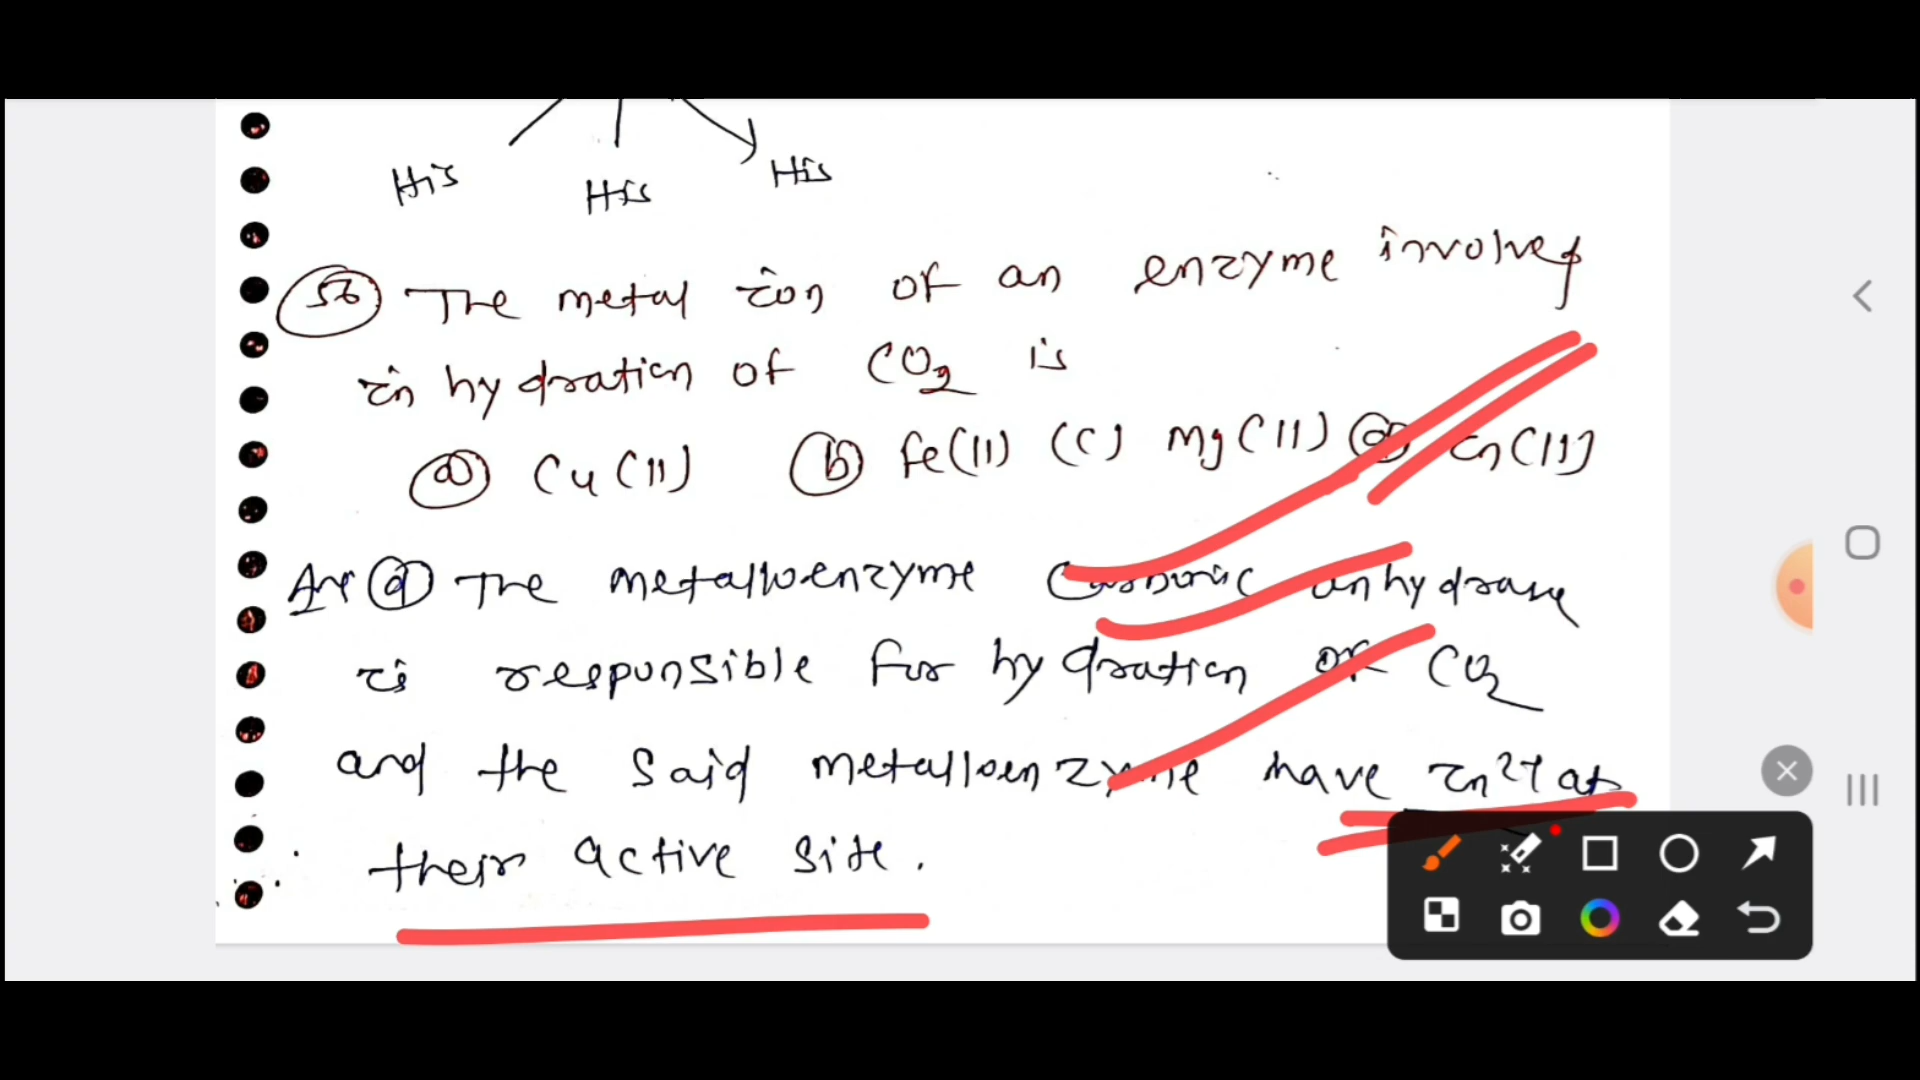 His His His
56 The metal ion of an enzyme involved
in hydration of CO2 is
(a) Cu(II) (b) Fe(II) (c) Mg(II) (d) Zn(II)
Ans (d) The metalloenzyme Carbonic anhydrase
is responsible for hydration of CO2
and the said metalloenzyme have Zn2+ at
their active site.